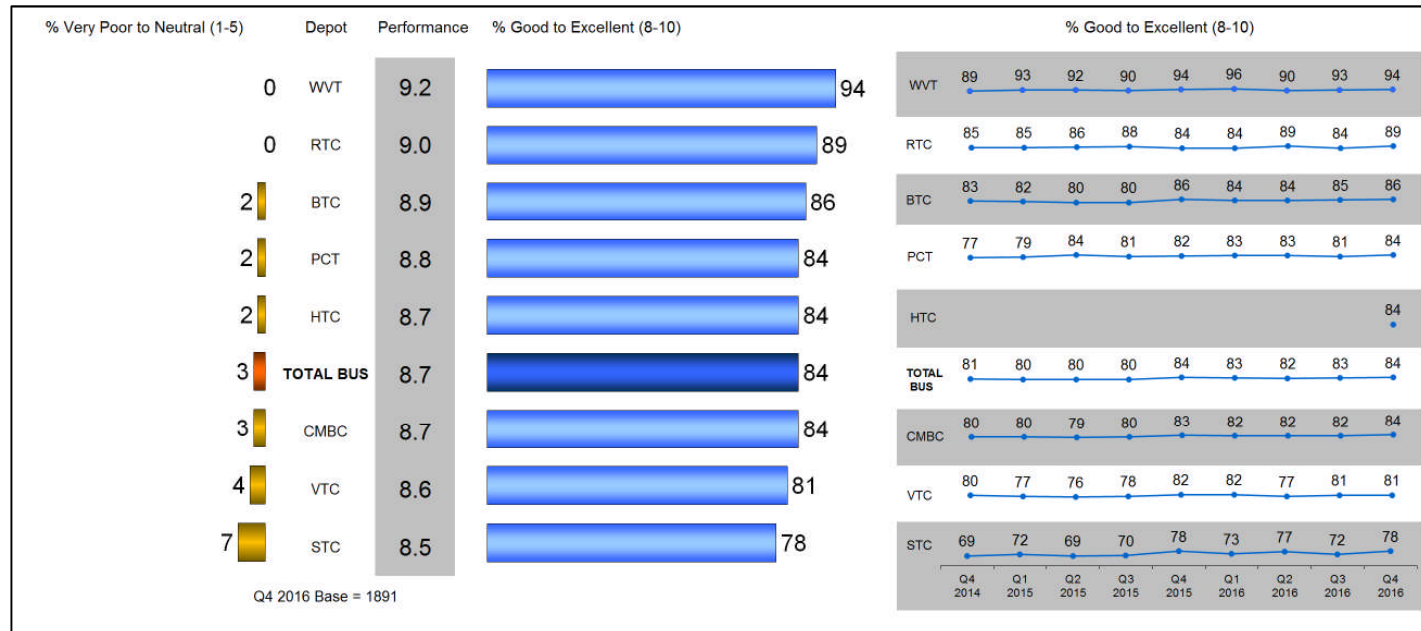 % Very Poor to Neutral (1-5) Depot Performance % Good to Excellent (8-10)
0 WVT 9.2 94
0 RTC 9.0 89
2 BTC 8.9 86
2 PCT 8.8 84
2 HTC 8.7 84
3 TOTAL BUS 8.7 84
3 CMBC 8.7 84
4 VTC 8.6 81
7 STC 8.5 78
Q4 2016 Base = 1891
% Good to Excellent (8-10)
WVT 89 93 92 90 94 96 90 93 94
RTC 85 85 86 88 84 84 89 84 89
BTC 83 82 80 80 86 84 84 85 86
PCT 77 79 84 81 82 83 83 81 84
HTC 84
TOTAL BUS 81 80 80 80 84 83 82 83 84
CMBC 80 80 79 80 83 82 82 82 84
VTC 80 77 76 78 82 82 77 81 81
STC 69 72 69 70 78 73 77 72 78
Q4 Q1 Q2 Q3 Q4 Q1 Q2 Q3 Q4
2014 2015 2015 2015 2015 2016 2016 2016 2016